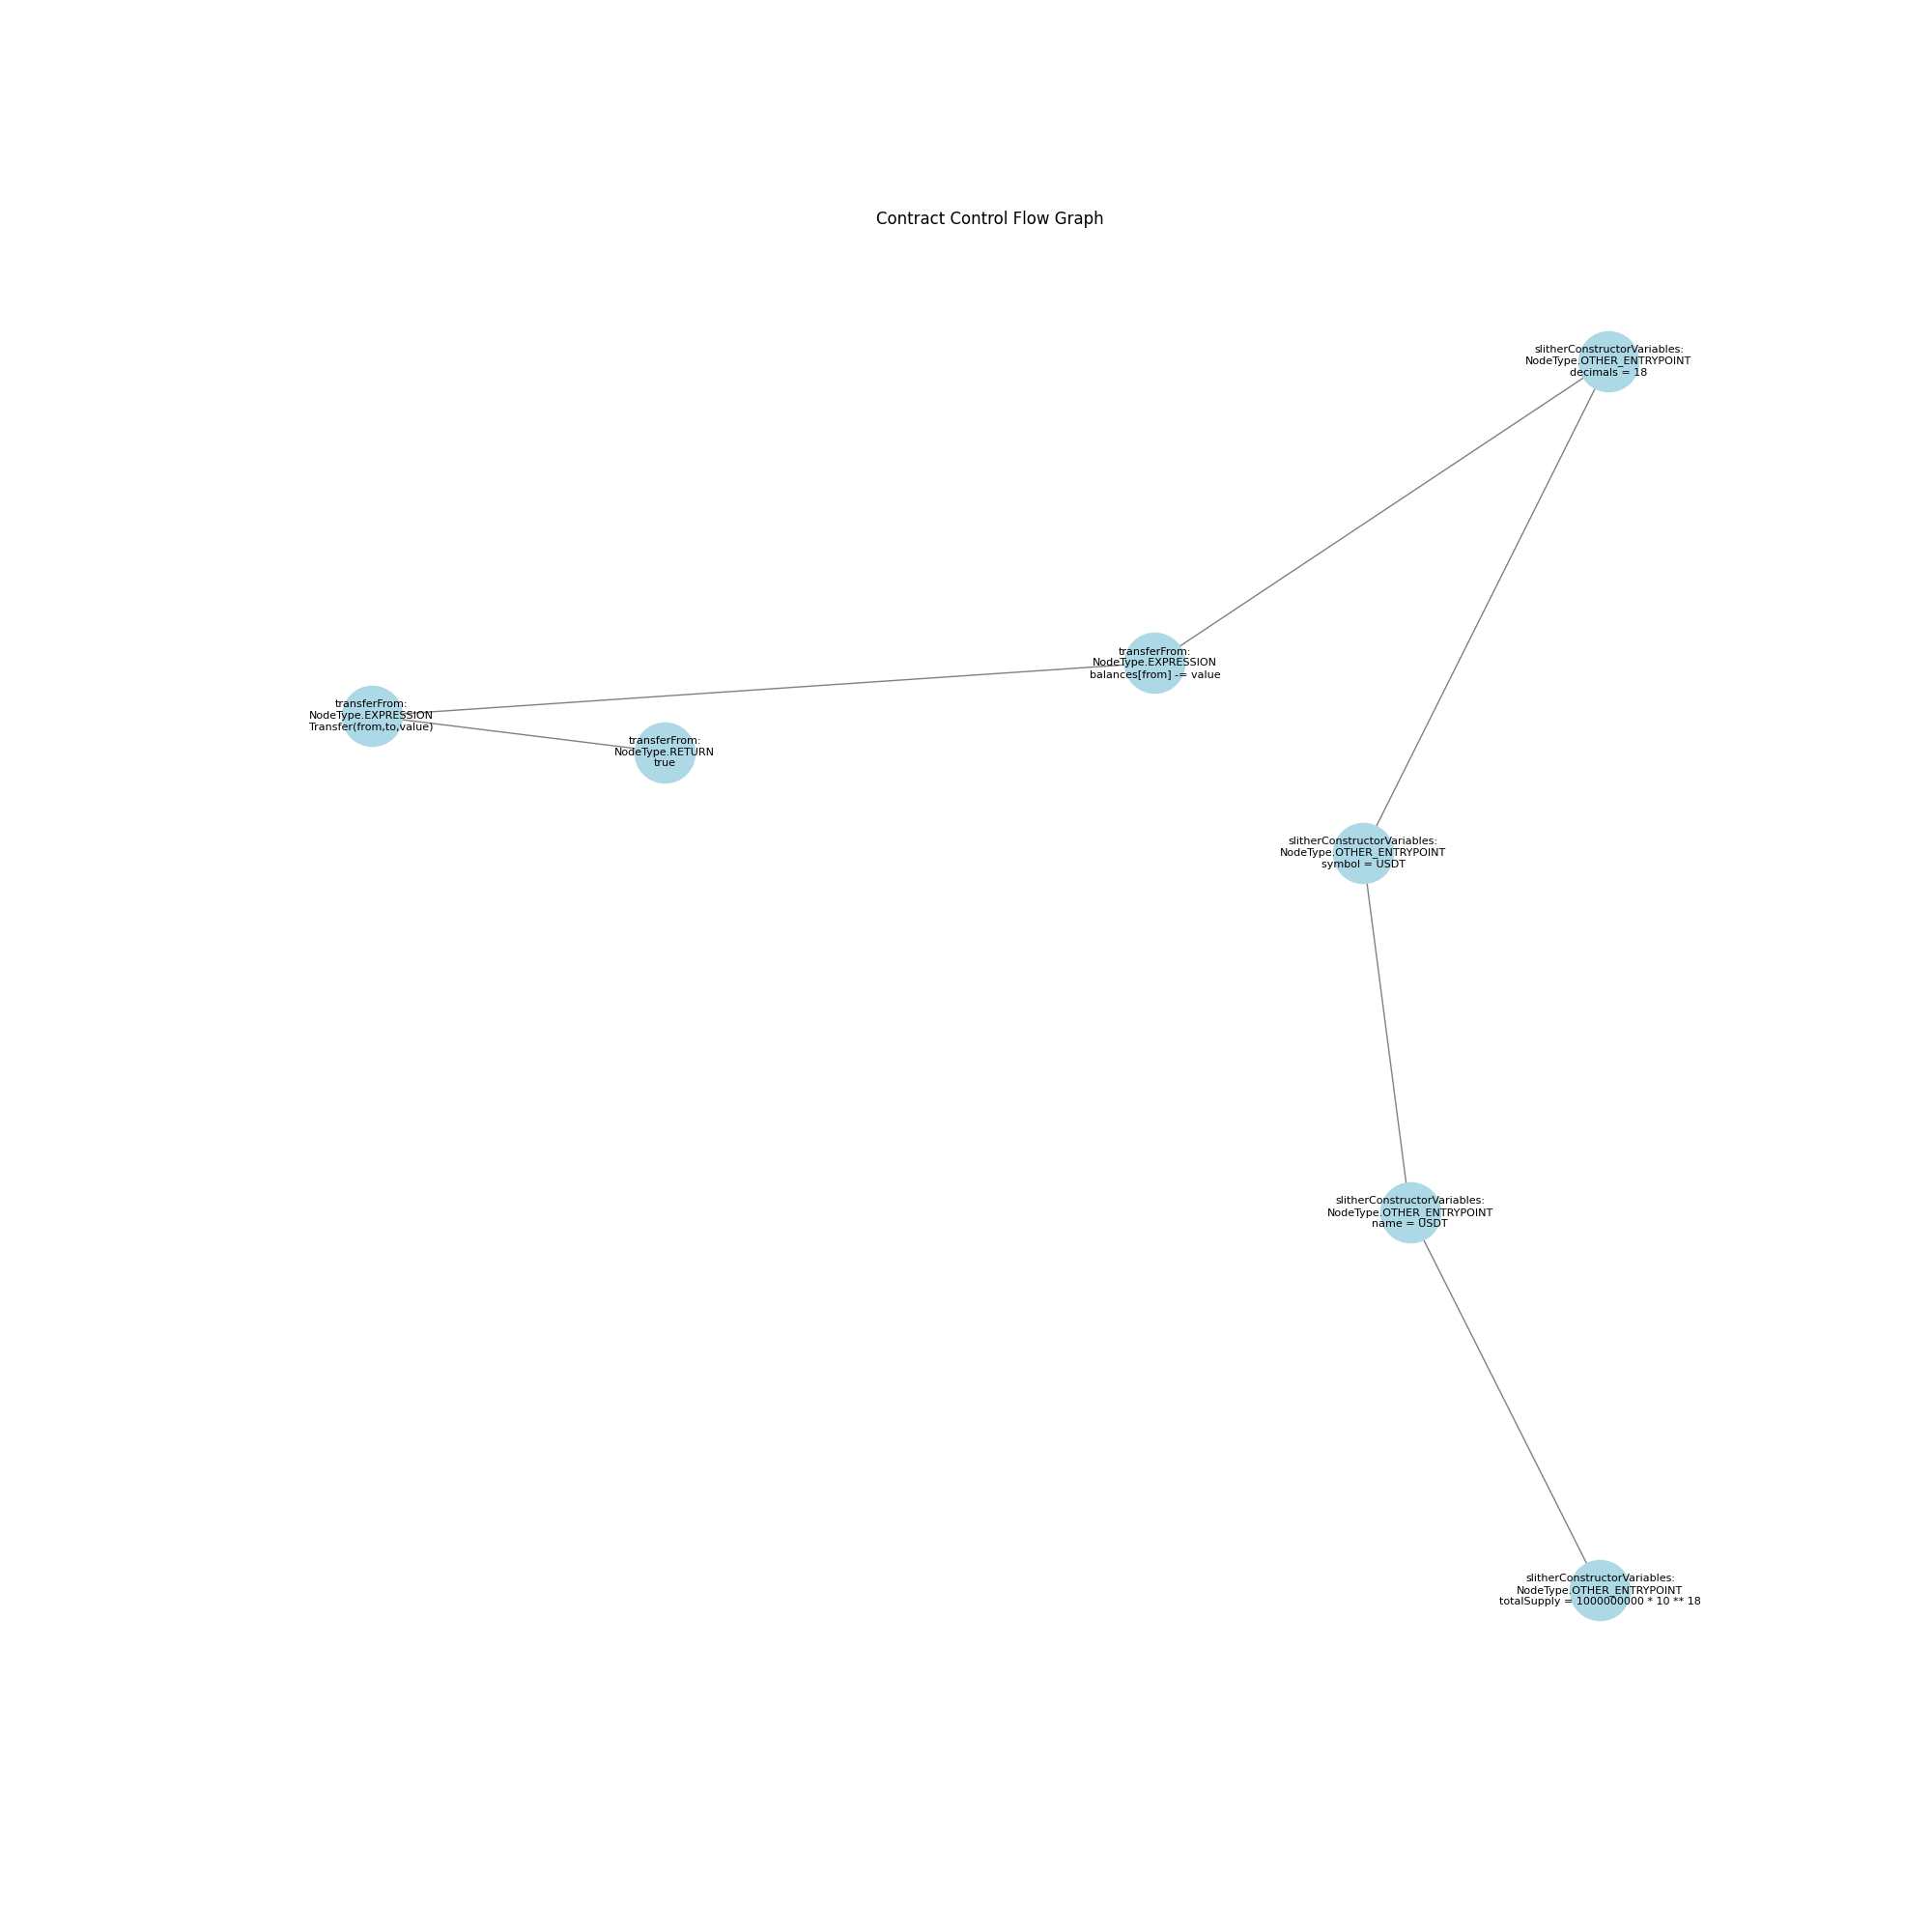 Contract Control Flow Graph
slitherConstructorVariables:
NodeType.OTHER_ENTRYPOINT
decimals = 18
transferFrom:
NodeType.EXPRESSION
balances[from] -= value
transferFrom:
NodeType.EXPRESSION
Transfer(from,to,value)
transferFrom:
NodeType.RETURN
true
slitherConstructorVariables:
NodeType.OTHER_ENTRYPOINT
symbol = USDT
slitherConstructorVariables:
NodeType.OTHER_ENTRYPOINT
name = USDT
slitherConstructorVariables:
NodeType.OTHER_ENTRYPOINT
totalSupply = 1000000000 * 10 ** 18